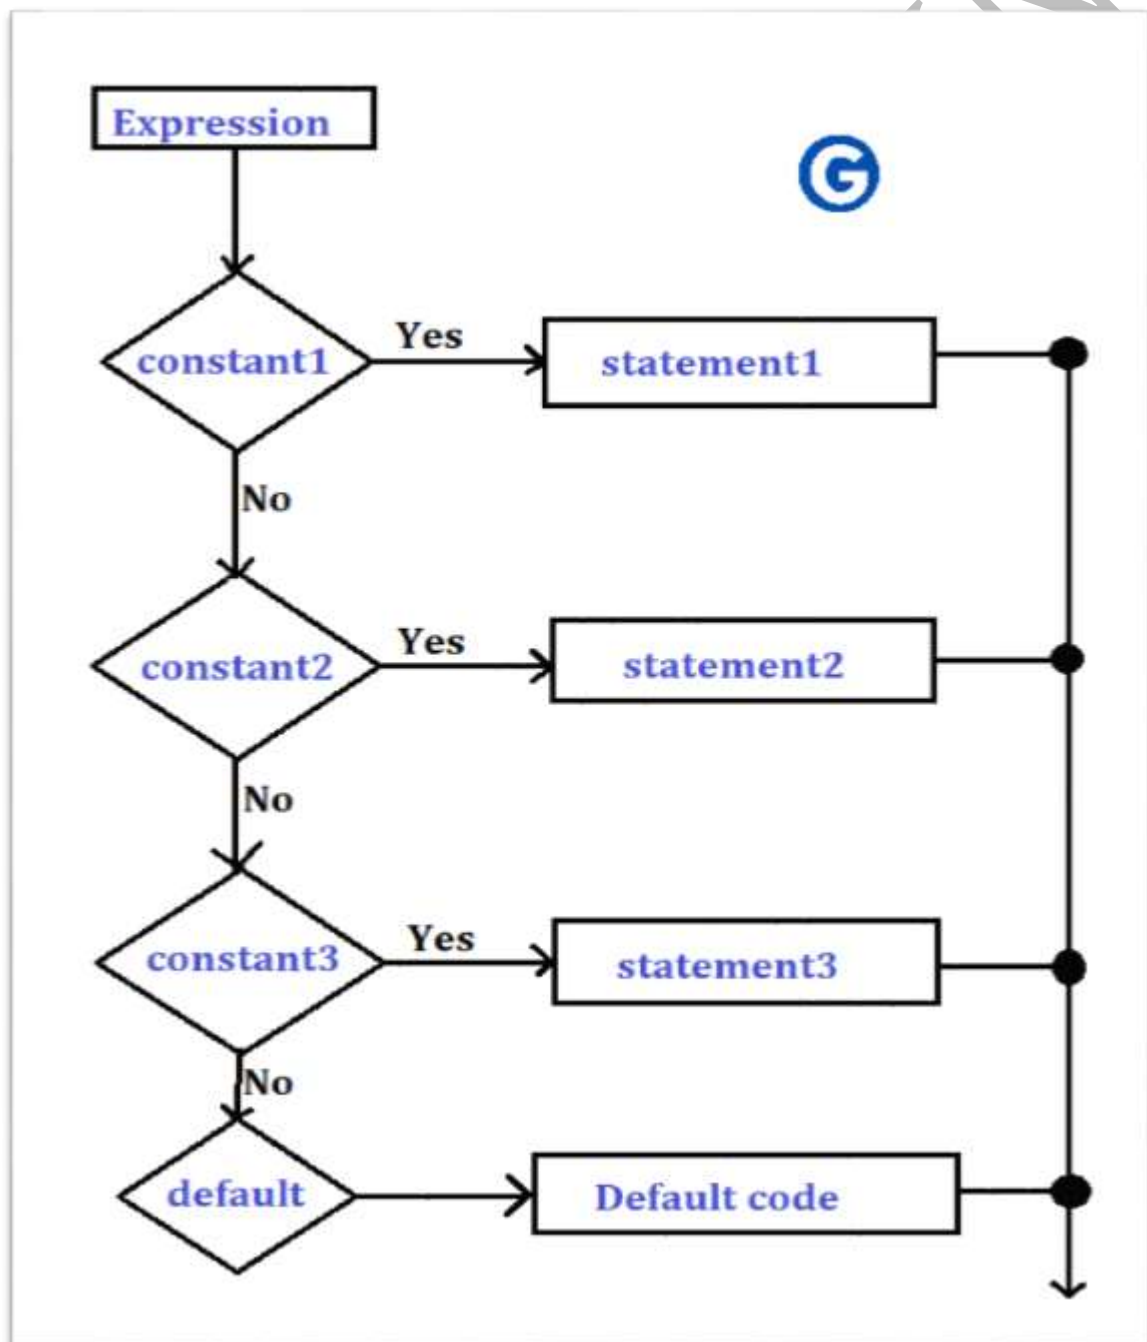 Expression
G
constant1
Yes
statement1
No
constant2
Yes
statement2
No
constant3
Yes
statement3
No
default
Default code